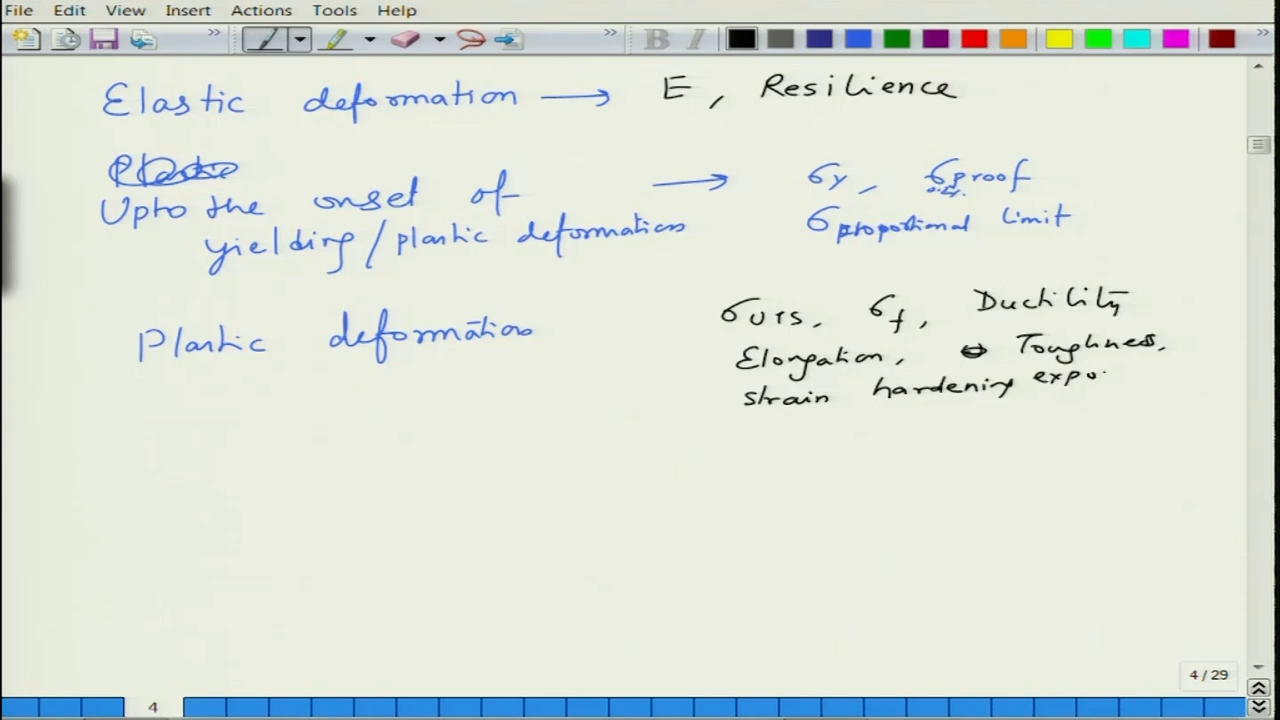 File Edit View Insert Actions Tools Help
B I
Elastic deformation → E, Resilience
Upto the onset of → σy, σproof
yielding/plastic deformation σproportional limit
Plastic deformation σUTS, σf, Ductility
Elongation, Toughness,
strain hardening expo.
4 / 29
4